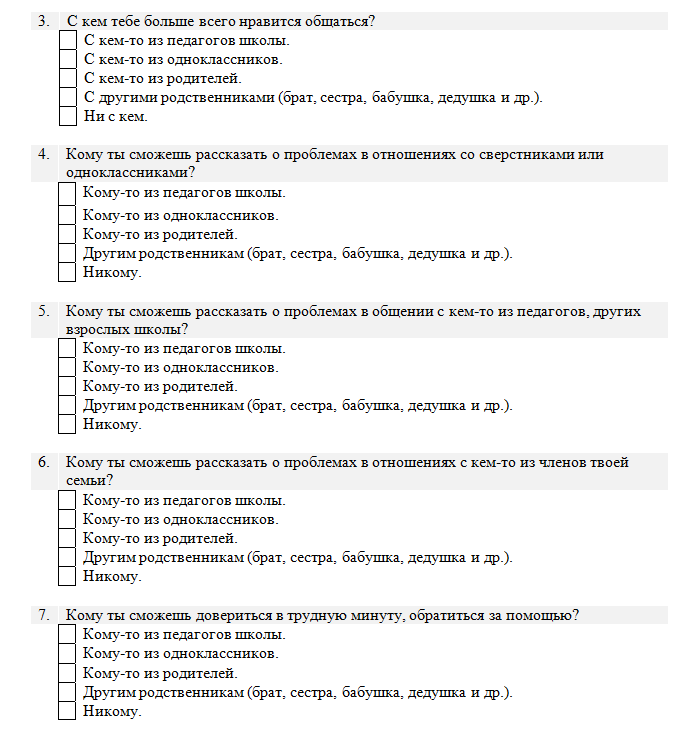 3. С кем тебе больше всего нравится общаться?
С кем-то из педагогов школы.
С кем-то из одноклассников.
С кем-то из родителей.
С другими родственниками (брат, сестра, бабушка, дедушка и др.).
Ни с кем.
4. Кому ты сможешь рассказать о проблемах в отношениях со сверстниками или
одноклассниками?
Кому-то из педагогов школы.
Кому-то из одноклассников.
Кому-то из родителей.
Другим родственникам (брат, сестра, бабушка, дедушка и др.).
Никому.
5. Кому ты сможешь рассказать о проблемах в общении с кем-то из педагогов, других
взрослых школы?
Кому-то из педагогов школы.
Кому-то из одноклассников.
Кому-то из родителей.
Другим родственникам (брат, сестра, бабушка, дедушка и др.).
Никому.
6. Кому ты сможешь рассказать о проблемах в отношениях с кем-то из членов твоей
семьи?
Кому-то из педагогов школы.
Кому-то из одноклассников.
Кому-то из родителей.
Другим родственникам (брат, сестра, бабушка, дедушка и др.).
Никому.
7. Кому ты сможешь довериться в трудную минуту, обратиться за помощью?
Кому-то из педагогов школы.
Кому-то из одноклассников.
Кому-то из родителей.
Другим родственникам (брат, сестра, бабушка, дедушка и др.).
Никому.